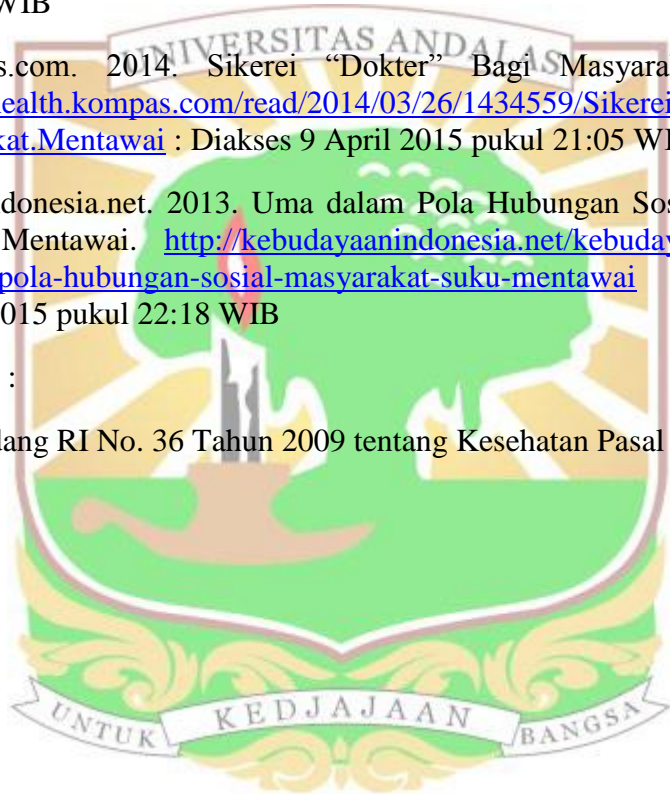 WIB
UNIVERSITAS ANDALAS
s.com. 2014. Sikerei “Dokter” Bagi Masyara
health.kompas.com/read/2014/03/26/1434559/Sikerei
kat.Mentawai : Diakses 9 April 2015 pukul 21:05 WI
donesia.net. 2013. Uma dalam Pola Hubungan Sos
Mentawai. http://kebudayaanindonesia.net/kebuday
pola-hubungan-sosial-masyarakat-suku-mentawai
015 pukul 22:18 WIB
:
dang RI No. 36 Tahun 2009 tentang Kesehatan Pasal
UNTUK KEDJAJAAN BANGSA